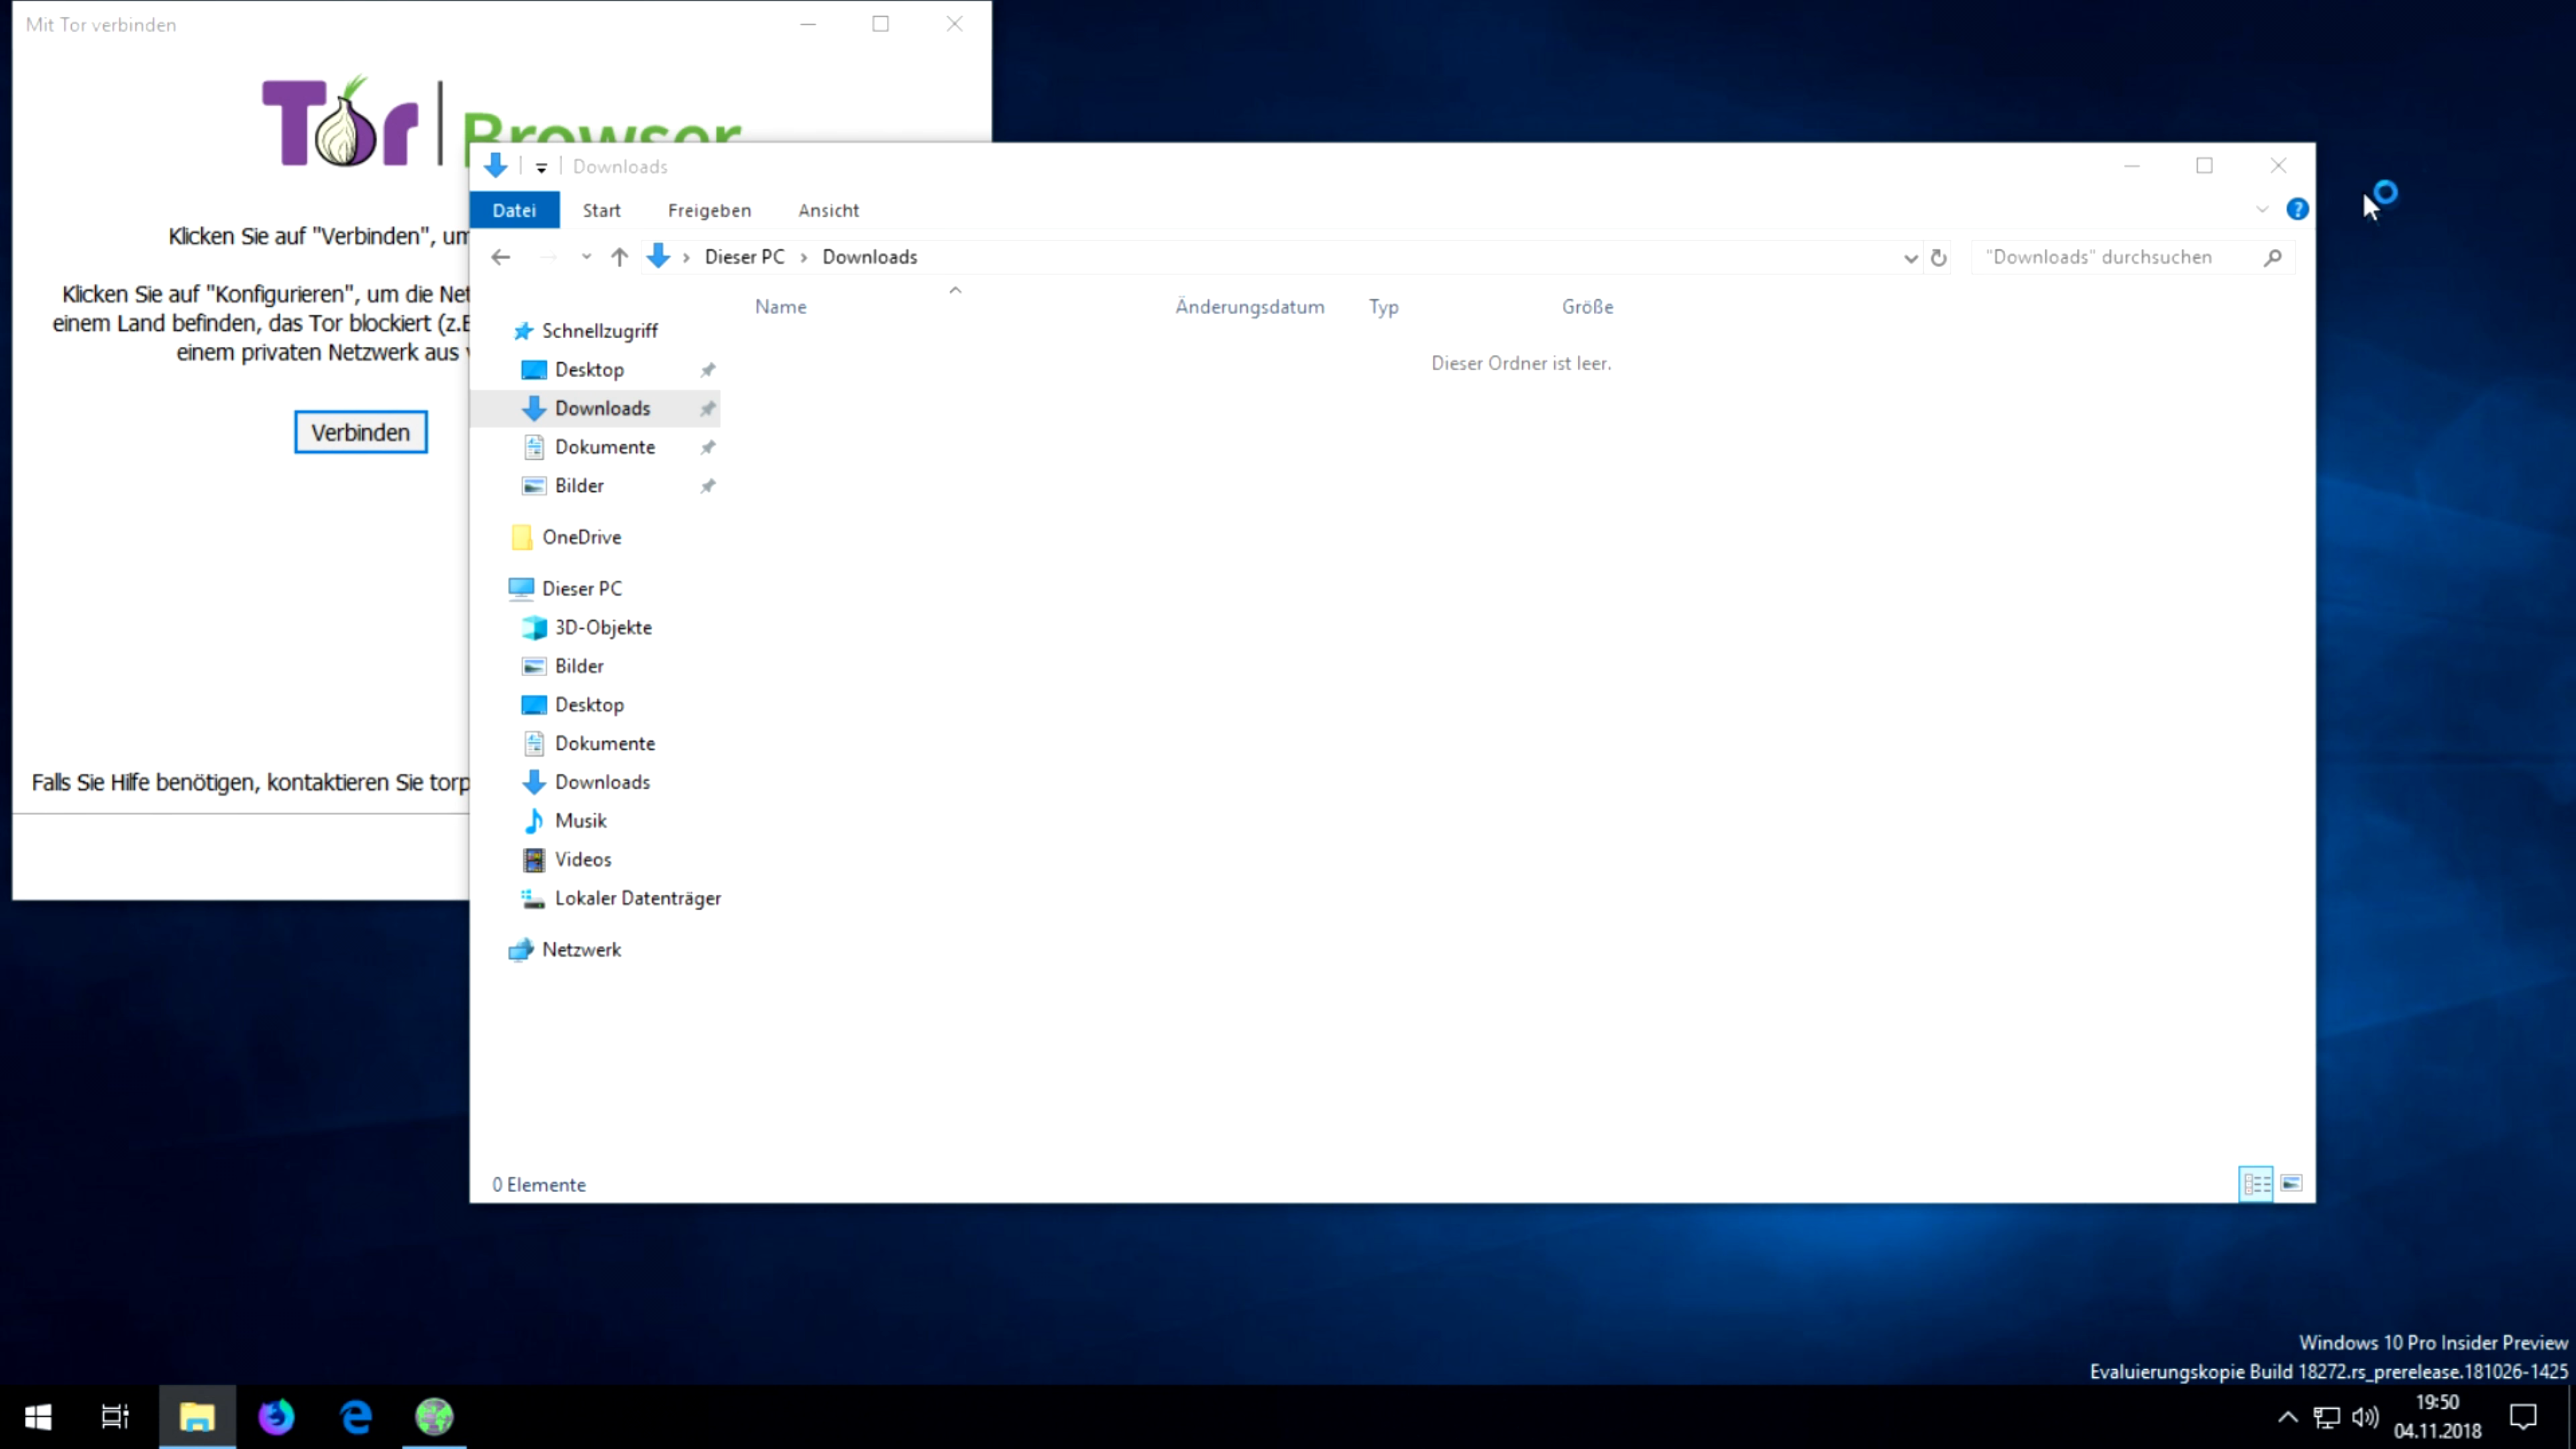 Mit Tor verbinden
Tor Browser
Klicken Sie auf "Verbinden", um
Klicken Sie auf "Konfigurieren", um die Net
einem Land befinden, das Tor blockiert (z.B
einem privaten Netzwerk aus
Verbinden
Falls Sie Hilfe benötigen, kontaktieren Sie torp
Downloads
Datei Start Freigeben Ansicht
Dieser PC › Downloads
"Downloads" durchsuchen
Name Änderungsdatum Typ Größe
Dieser Ordner ist leer.
Schnellzugriff
Desktop
Downloads
Dokumente
Bilder
OneDrive
Dieser PC
3D-Objekte
Bilder
Desktop
Dokumente
Downloads
Musik
Videos
Lokaler Datenträger
Netzwerk
0 Elemente
Windows 10 Pro Insider Preview
Evaluierungskopie Build 18272.rs_prerelease.181026-1425
19:50
04.11.2018